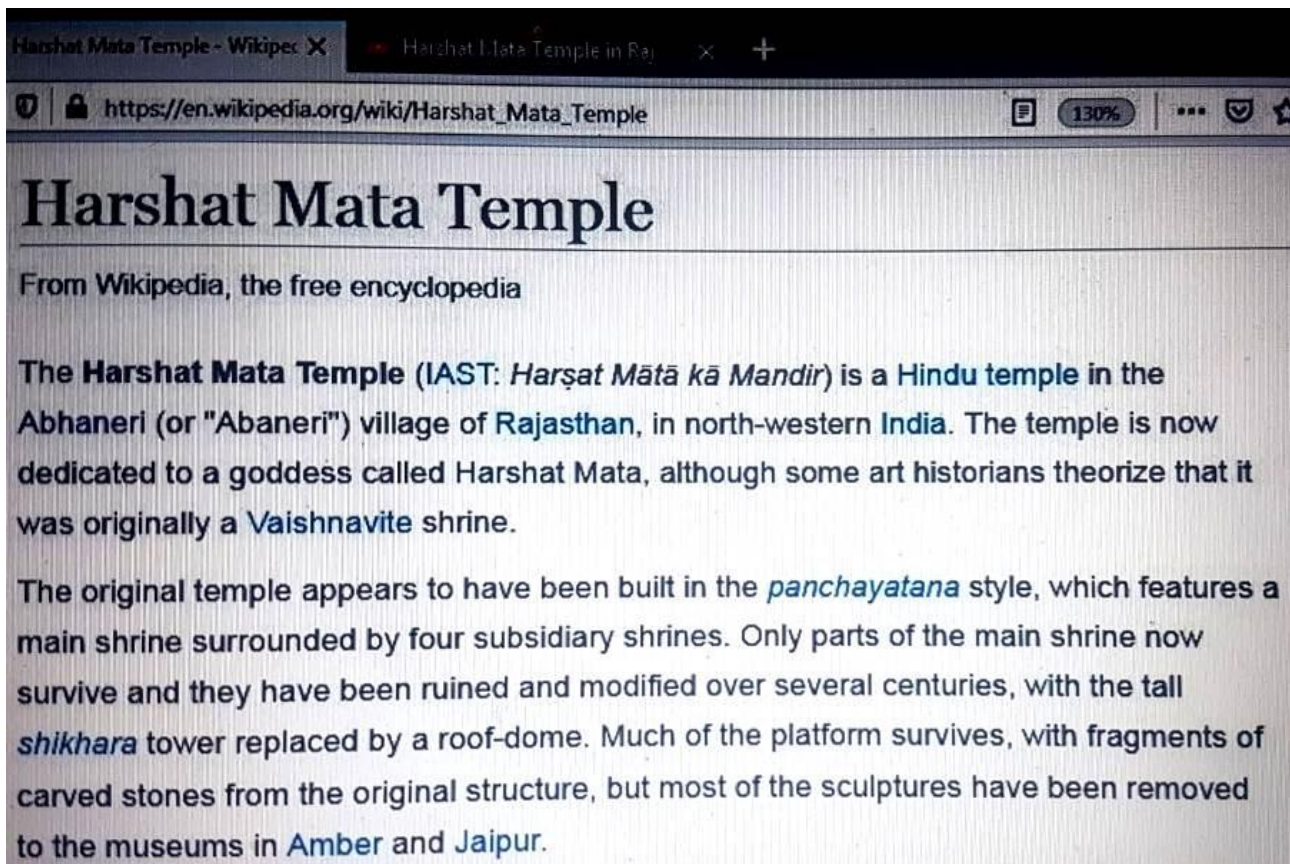 Harshat Mata Temple - Wikipec X Harshat Mata Temple in Raj X +
https://en.wikipedia.org/wiki/Harshat_Mata_Temple 130% ...
Harshat Mata Temple
From Wikipedia, the free encyclopedia
The Harshat Mata Temple (IAST: Harṣat Mātā kā Mandir) is a Hindu temple in the
Abhaneri (or "Abaneri") village of Rajasthan, in north-western India. The temple is now
dedicated to a goddess called Harshat Mata, although some art historians theorize that it
was originally a Vaishnavite shrine.
The original temple appears to have been built in the panchayatana style, which features a
main shrine surrounded by four subsidiary shrines. Only parts of the main shrine now
survive and they have been ruined and modified over several centuries, with the tall
shikhara tower replaced by a roof-dome. Much of the platform survives, with fragments of
carved stones from the original structure, but most of the sculptures have been removed
to the museums in Amber and Jaipur.